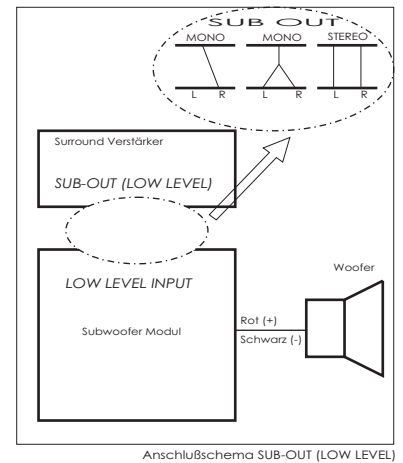 SUB OUT
MONO MONO STEREO
L R L R L R
Surround Verstärker
SUB-OUT (LOW LEVEL)
LOW LEVEL INPUT
Woofer
Subwoofer Modul
Rot (+)
Schwarz (-)
Anschlußschema SUB-OUT (LOW LEVEL)